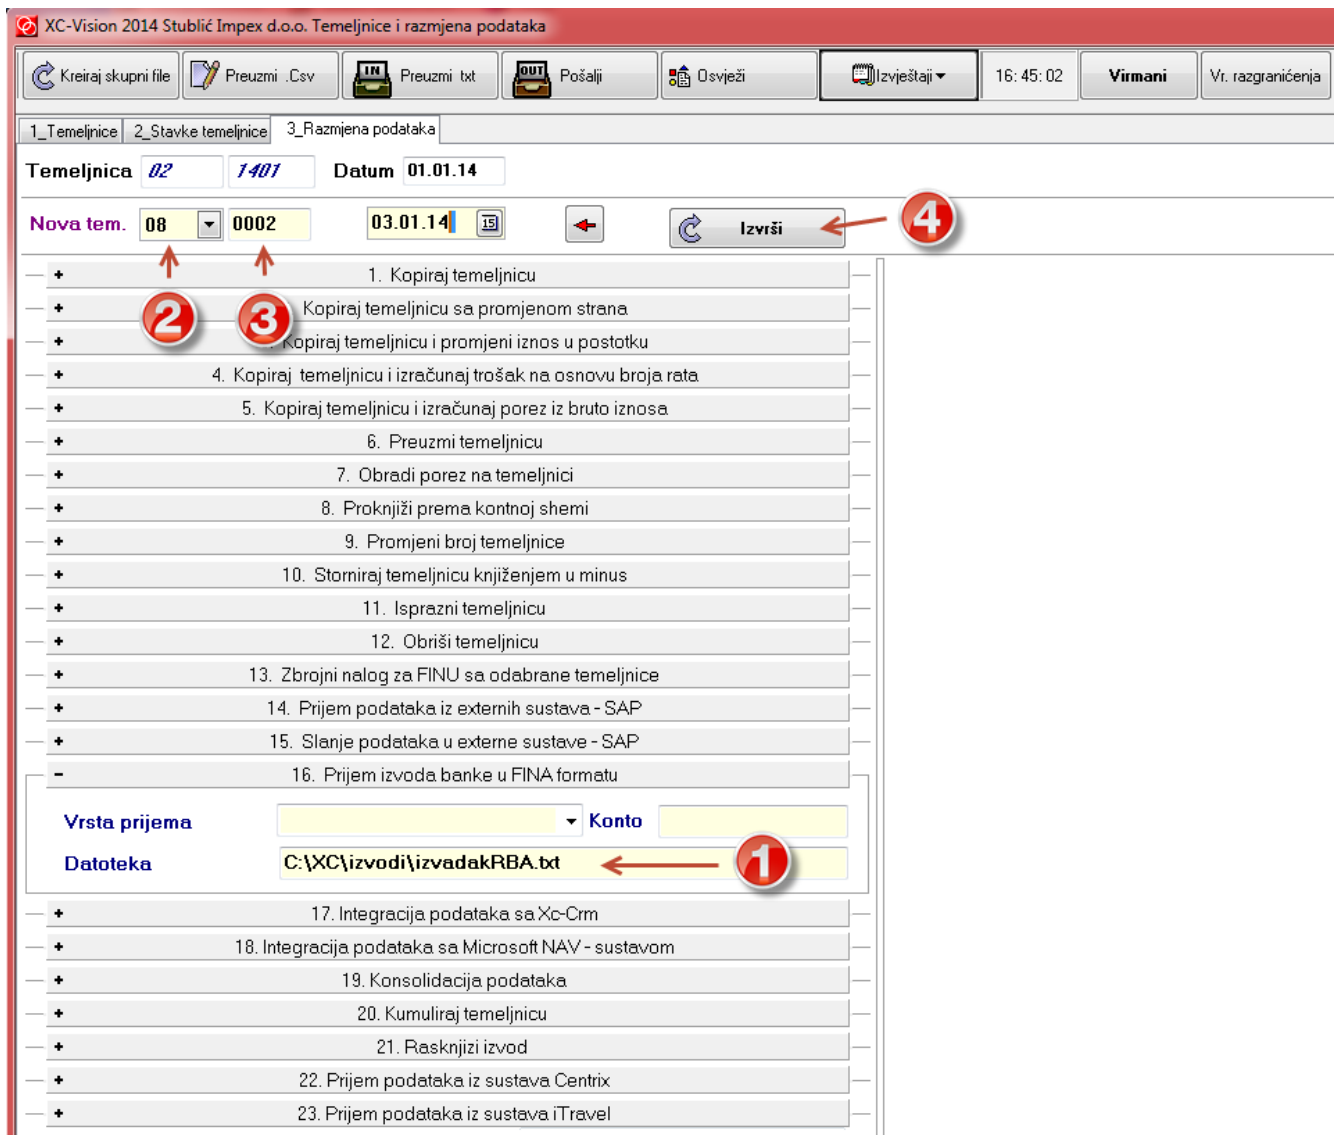 XC-Vision 2014 Stublić Impex d.o.o. Temeljnice i razmjena podataka
Kreiraj skupni file Preuzmi .Csv IN Preuzmi txt OUT Pošalji Osvježi Izvještaji 16:45:02 Virmani Vr. razgraničenja
1_Temeljnice 2_Stavke temeljnice 3_Razmjena podataka
Temeljnica 02 1401 Datum 01.01.14
Nova tem. 08 0002 03.01.14 15 Izvrši 4
1. Kopiraj temeljnicu
2 3 Kopiraj temeljnicu sa promjenom strana
Kopiraj temeljnicu i promjeni iznos u postotku
4. Kopiraj temeljnicu i izračunaj trošak na osnovu broja rata
5. Kopiraj temeljnicu i izračunaj porez iz bruto iznosa
6. Preuzmi temeljnicu
7. Obradi porez na temeljnici
8. Proknjiži prema kontnoj shemi
9. Promjeni broj temeljnice
10. Storniraj temeljnicu knjiženjem u minus
11. Isprazni temeljnicu
12. Obriši temeljnicu
13. Zbrojni nalog za FINU sa odabrane temeljnice
14. Prijem podataka iz externih sustava - SAP
15. Slanje podataka u externe sustave - SAP
16. Prijem izvoda banke u FINA formatu
Vrsta prijema Konto
Datoteka C:\XC\izvodi\izvadakRBA.txt 1
17. Integracija podataka sa Xc-Crm
18. Integracija podataka sa Microsoft NAV - sustavom
19. Konsolidacija podataka
20. Kumuliraj temeljnicu
21. Rasknjizi izvod
22. Prijem podataka iz sustava Centrix
23. Prijem podataka iz sustava iTravel